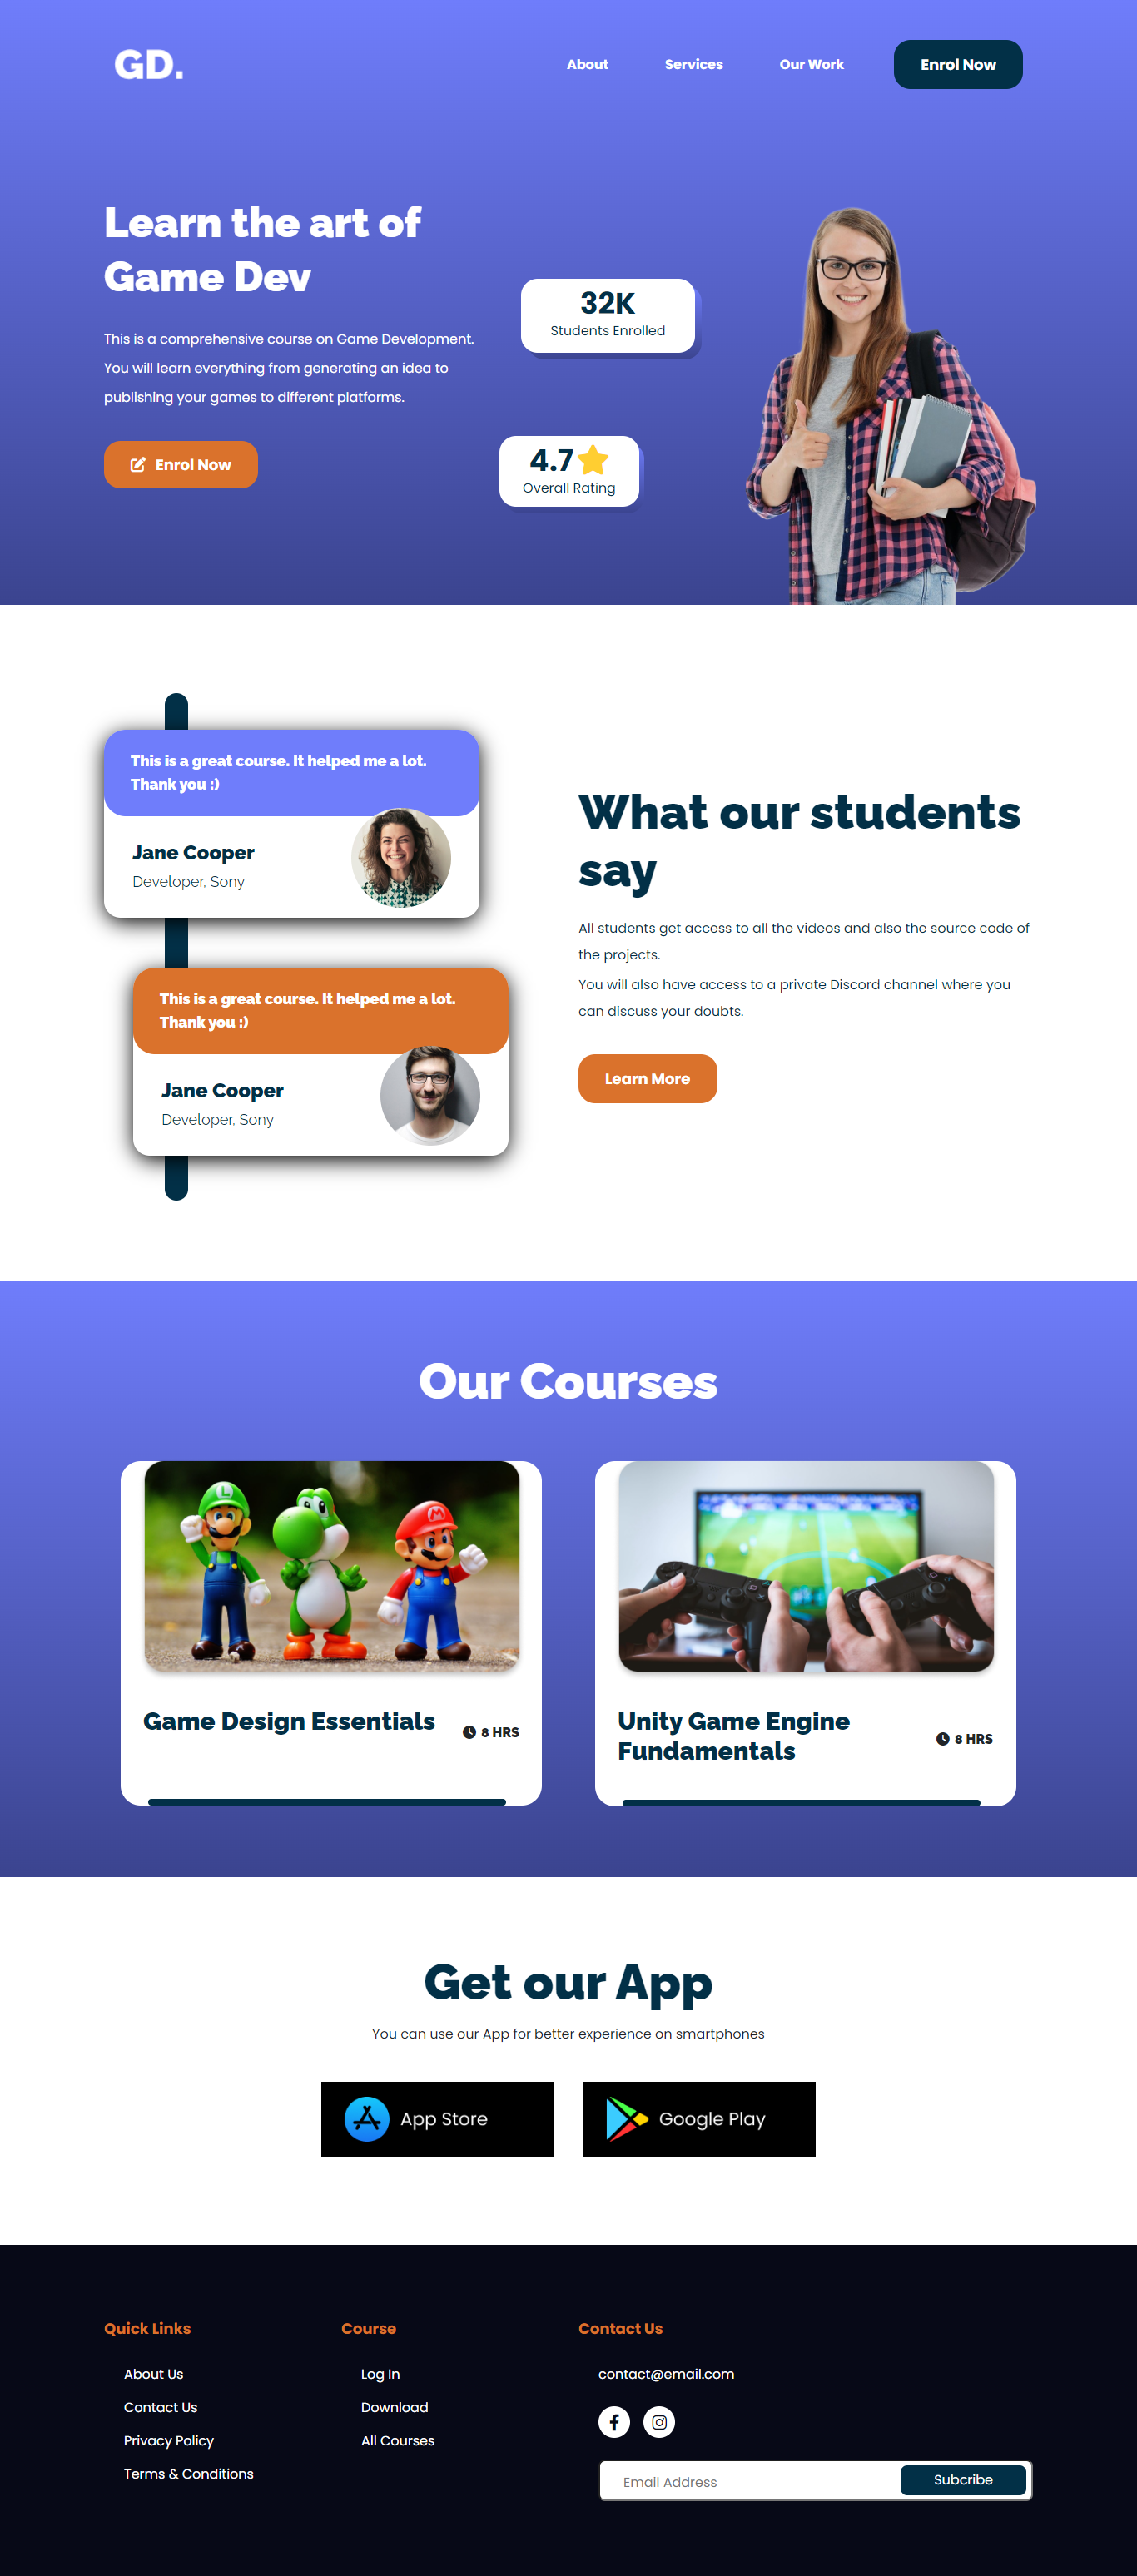 GD.
About
Services
Our Work
Enrol Now
Learn the art of
Game Dev
This is a comprehensive course on Game Development.
You will learn everything from generating an idea to
publishing your games to different platforms.
Enrol Now
32K
Students Enrolled
4.7
Overall Rating
This is a great course. It helped me a lot.
Thank you :)
Jane Cooper
Developer, Sony
This is a great course. It helped me a lot.
Thank you :)
Jane Cooper
Developer, Sony
What our students
say
All students get access to all the videos and also the source code of
the projects.
You will also have access to a private Discord channel where you
can discuss your doubts.
Learn More
Our Courses
L
M
Game Design Essentials
8 HRS
Unity Game Engine
Fundamentals
8 HRS
Get our App
You can use our App for better experience on smartphones
App Store
Google Play
Quick Links
About Us
Contact Us
Privacy Policy
Terms & Conditions
Course
Log In
Download
All Courses
Contact Us
contact@email.com
Email Address
Subcribe